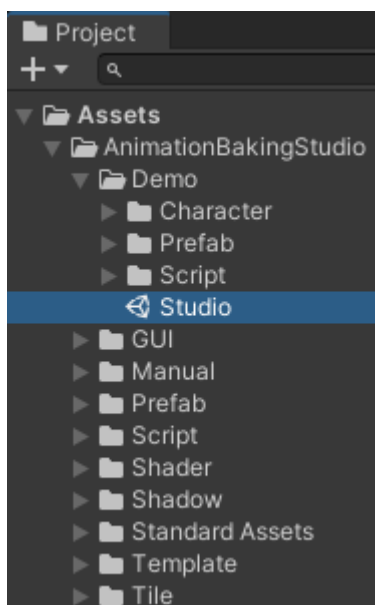 Project
Assets
AnimationBakingStudio
Demo
Character
Prefab
Script
Studio
GUI
Manual
Prefab
Script
Shader
Shadow
Standard Assets
Template
Tile